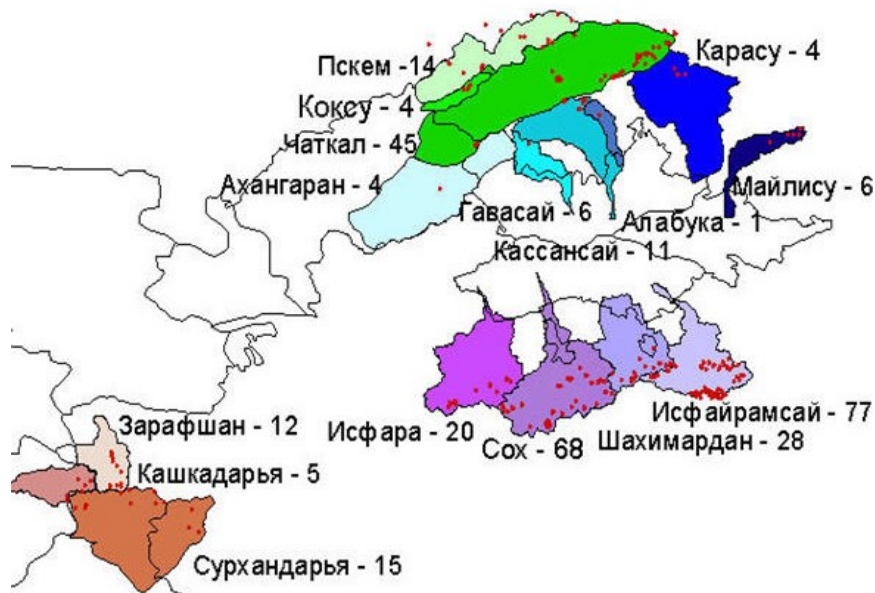 Карасу - 4
Пскем -14
Коксу - 4
Чаткал - 45
Ахангаран - 4
Майлису - 6
Гавасай - 6
Алабука - 1
Кассансай - 11
Зарафшан - 12
Исфара - 20
Сох - 68
Исфайрамсай - 77
Шахимардан - 28
Кашкадарья - 5
Сурхандарья - 15